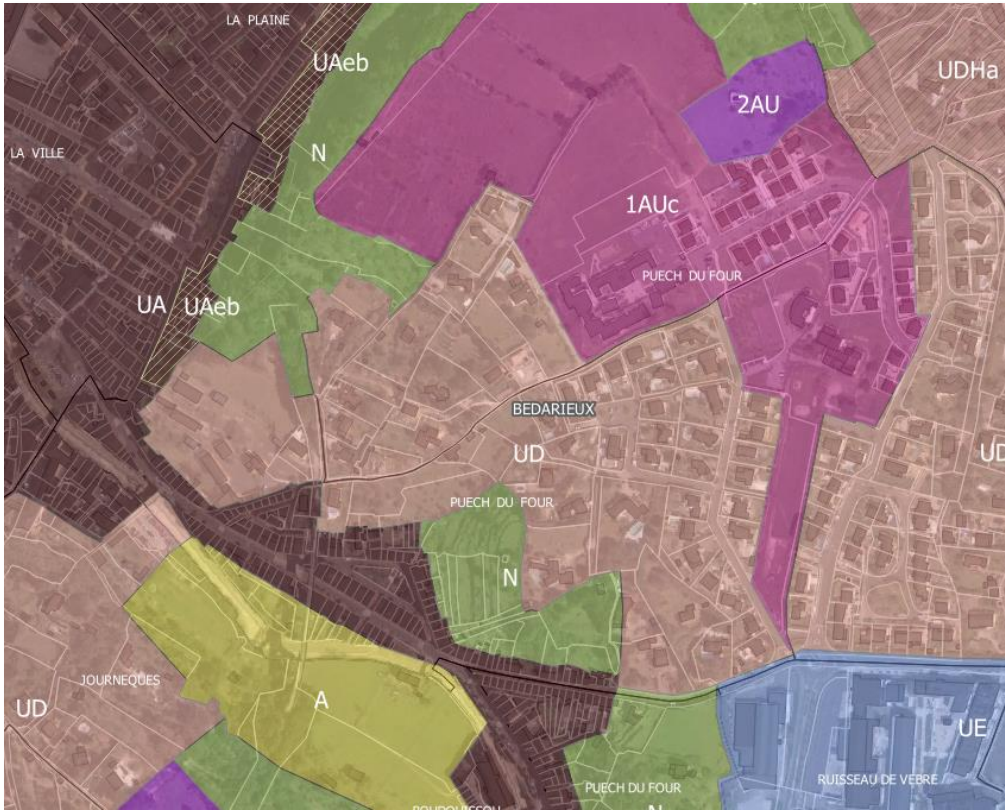 LA PLAINE
UAeb
UDHa
2AU
LA VILLE
N
1AUc
PUECH DU FOUR
UA
UAeb
BEDARIEUX
UD
UD
PUECH DU FOUR
N
JOURNEQUES
A
UD
UE
RUISSEAU DE VEBRE
PUECH DU FOUR